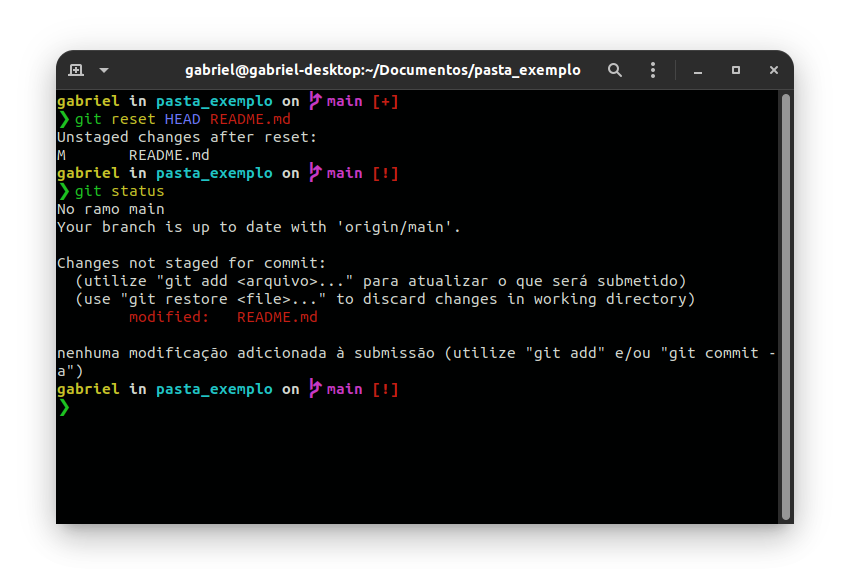 gabriel@gabriel-desktop:~/Documentos/pasta_exemplo
gabriel in pasta_exemplo on main [+]
❯ git reset HEAD README.md
Unstaged changes after reset:
M	README.md
gabriel in pasta_exemplo on main [!]
❯ git status
No ramo main
Your branch is up to date with 'origin/main'.

Changes not staged for commit:
  (utilize "git add <arquivo>..." para atualizar o que será submetido)
  (use "git restore <file>..." to discard changes in working directory)
	modified:   README.md

nenhuma modificação adicionada à submissão (utilize "git add" e/ou "git commit -
a")
gabriel in pasta_exemplo on main [!]
❯